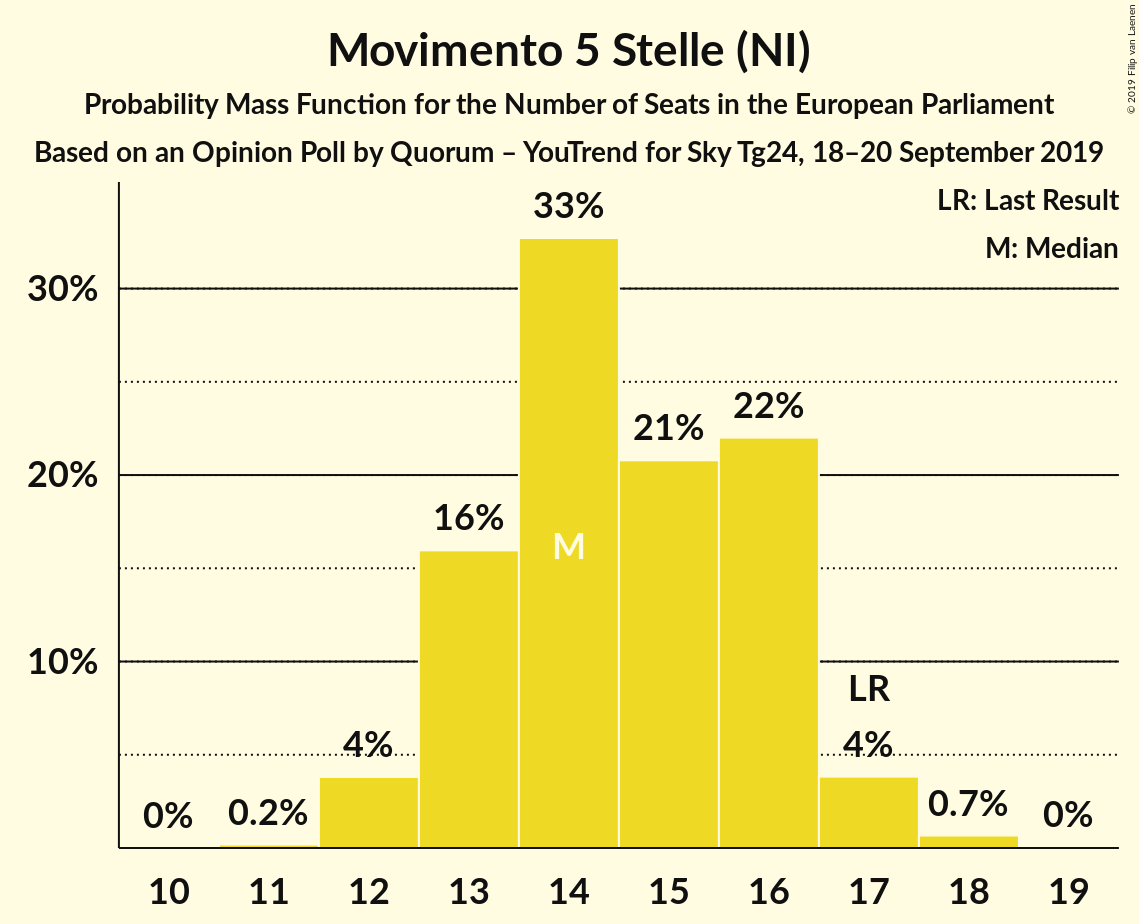 Movimento 5 Stelle (NI)
Probability Mass Function for the Number of Seats in the European Parliament
Based on an Opinion Poll by Quorum – YouTrend for Sky Tg24, 18–20 September 2019
© 2019 Filip van Laenen
LR: Last Result
M: Median
33%
30%
22%
21%
20%
16%
M
10%
LR
4%
4%
0%
0.2%
0.7%
0%
10 11 12 13 14 15 16 17 18 19